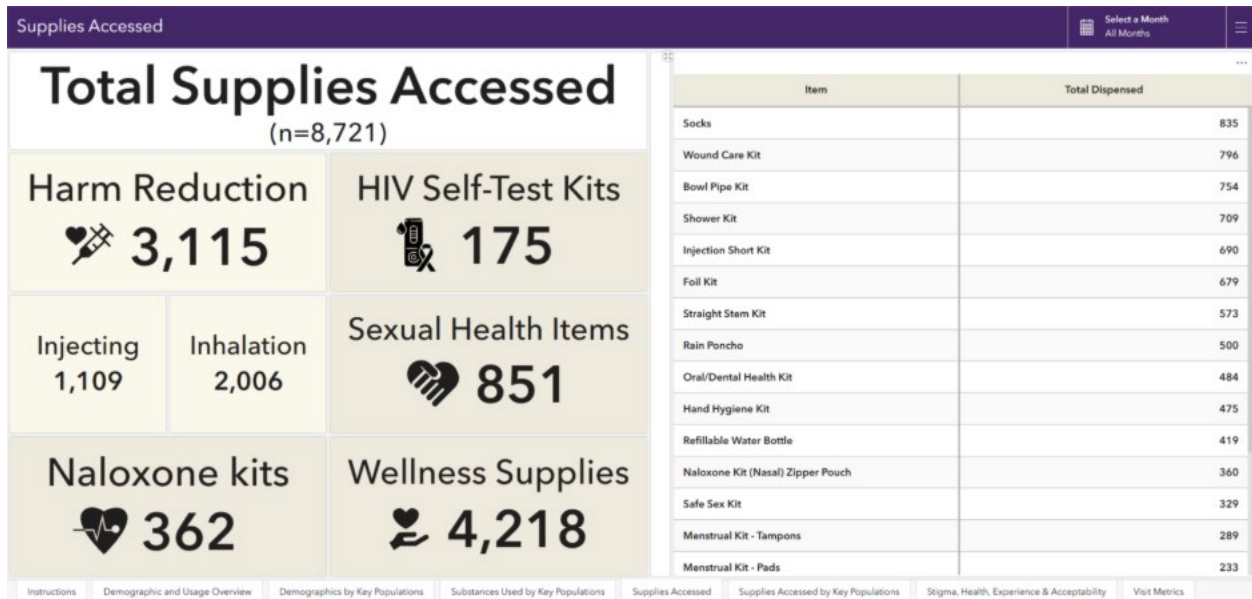 Supplies Accessed
Select a Month
All Months
Total Supplies Accessed
(n=8,721)
Harm Reduction
3,115
HIV Self-Test Kits
175
Injecting
1,109
Inhalation
2,006
Sexual Health Items
851
Naloxone kits
362
Wellness Supplies
4,218
Item Total Dispensed
Socks 835
Wound Care Kit 796
Bowl Pipe Kit 754
Shower Kit 709
Injection Short Kit 690
Foil Kit 679
Straight Stem Kit 573
Rain Poncho 500
Oral/Dental Health Kit 484
Hand Hygiene Kit 475
Refillable Water Bottle 419
Naloxone Kit (Nasal) Zipper Pouch 360
Safe Sex Kit 329
Menstrual Kit - Tampons 289
Menstrual Kit - Pads 233
Instructions Demographic and Usage Overview Demographics by Key Populations Substances Used by Key Populations Supplies Accessed Supplies Accessed by Key Populations Stigma, Health, Experience & Acceptability Visit Metrics